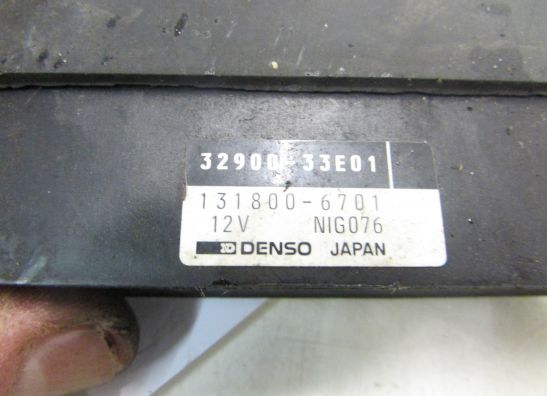 32900-33E01
131800-6701
12V NIG076
DENSO JAPAN